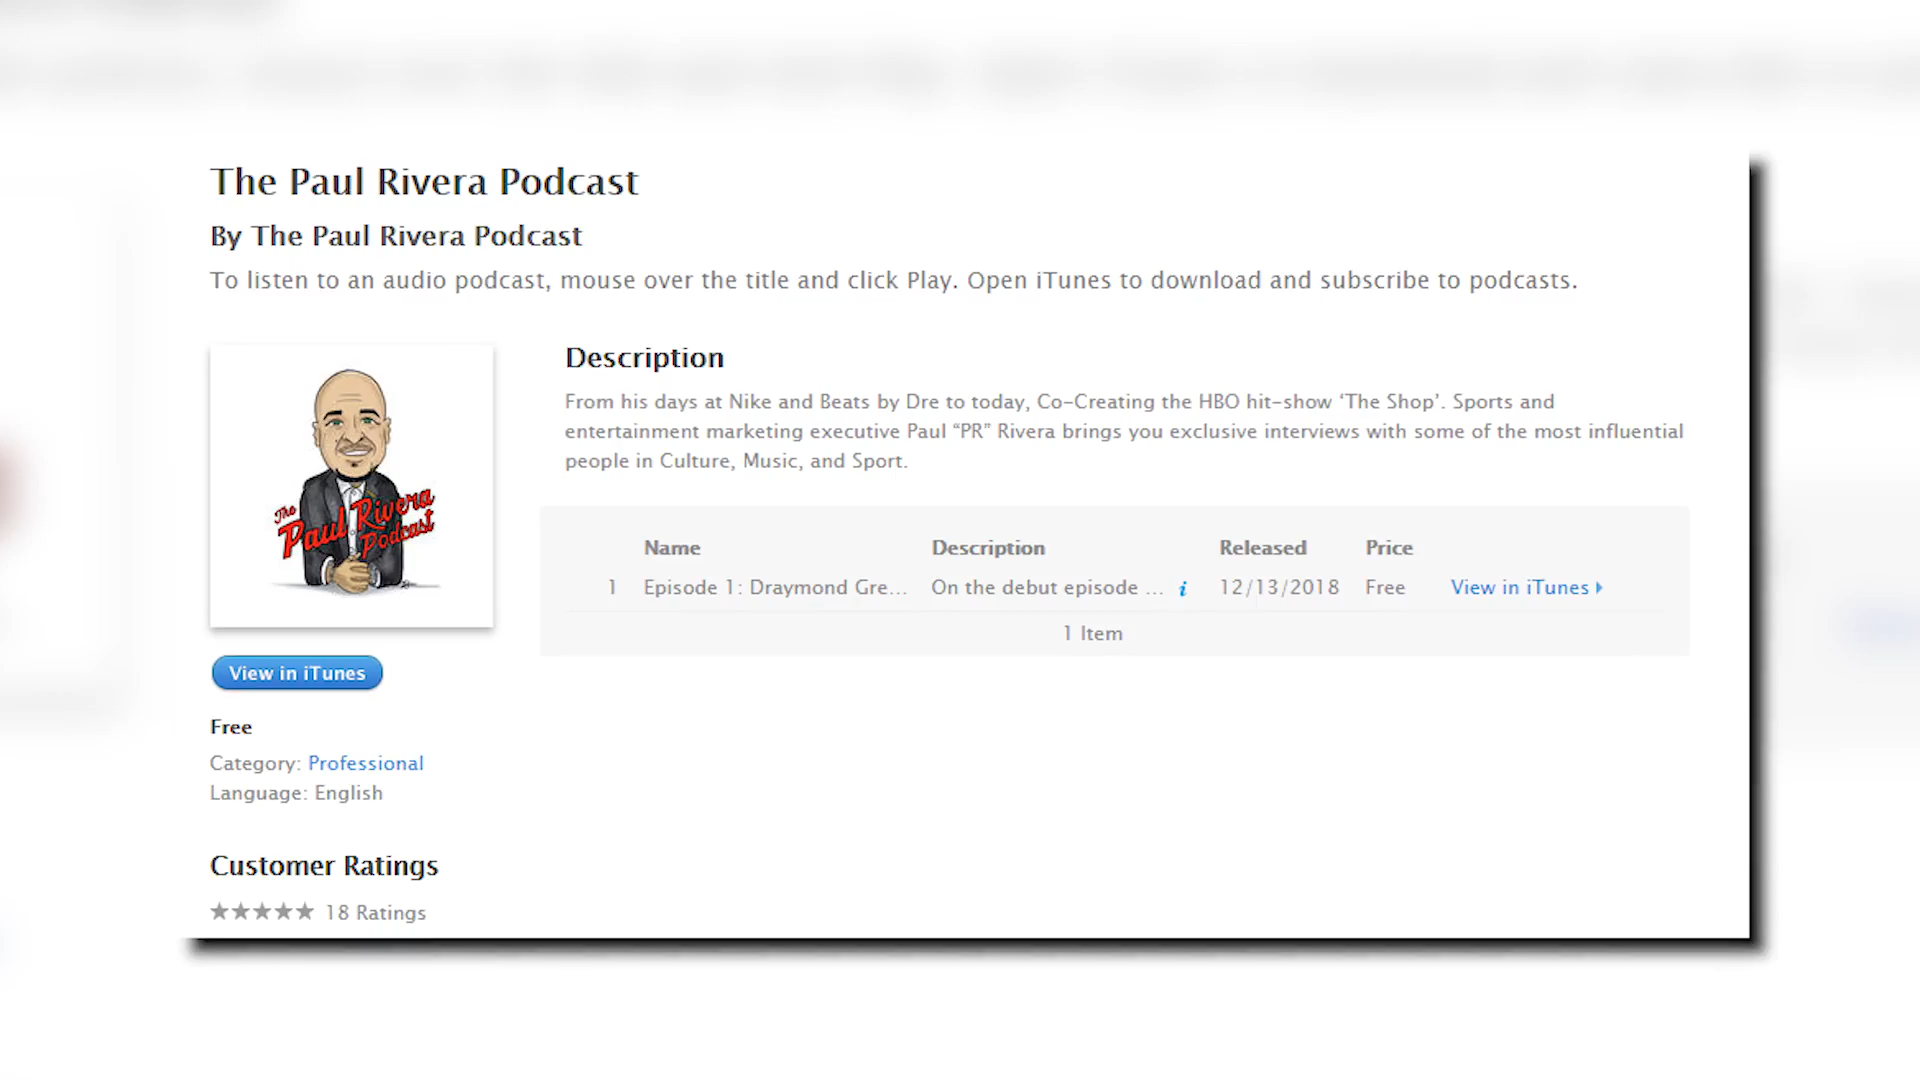 The Paul Rivera Podcast
By The Paul Rivera Podcast
To listen to an audio podcast, mouse over the title and click Play. Open iTunes to download and subscribe to podcasts.
The
Paul Rivera
Podcast
Description
From his days at Nike and Beats by Dre to today, Co-Creating the HBO hit-show ‘The Shop’. Sports and
entertainment marketing executive Paul “PR” Rivera brings you exclusive interviews with some of the most influential
people in Culture, Music, and Sport.
Name Description Released Price
1 Episode 1: Draymond Gre... On the debut episode ... i 12/13/2018 Free View in iTunes
1 Item
View in iTunes
Free
Category: Professional
Language: English
Customer Ratings
★★★★★ 18 Ratings